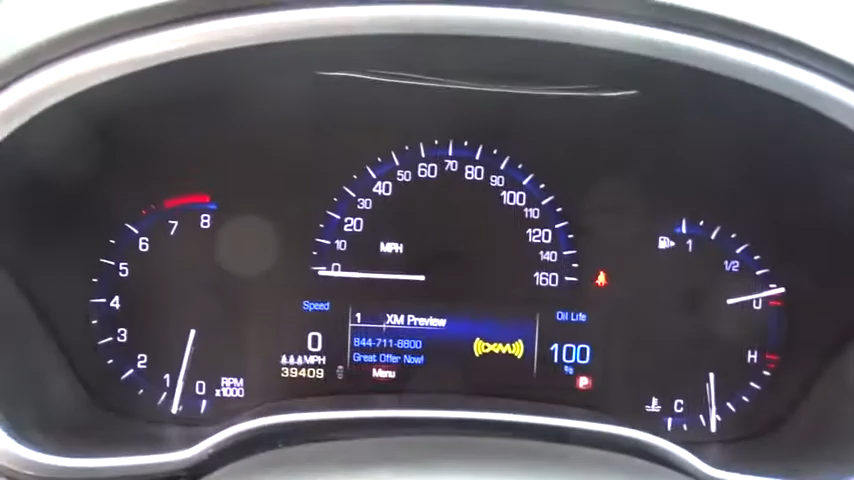 8
7
6
5
4
3
2
1
0
RPM
x1000
0
10
20
30
40
50
60
70
80
90
100
110
120
140
160
MPH
Speed
0
MPH
39409
1 XM Preview
844-711-8800
Great Offer Now!
Menu
((XM))
Oil Life
100
%
P
1
1/2
0
H
C